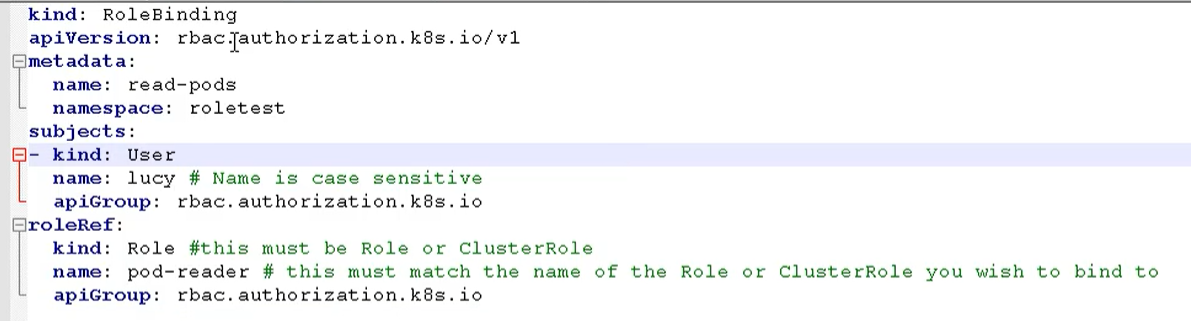 kind: RoleBinding
apiVersion: rbac.authorization.k8s.io/v1
metadata:
  name: read-pods
  namespace: roletest
subjects:
- kind: User
  name: lucy # Name is case sensitive
  apiGroup: rbac.authorization.k8s.io
roleRef:
  kind: Role #this must be Role or ClusterRole
  name: pod-reader # this must match the name of the Role or ClusterRole you wish to bind to
  apiGroup: rbac.authorization.k8s.io